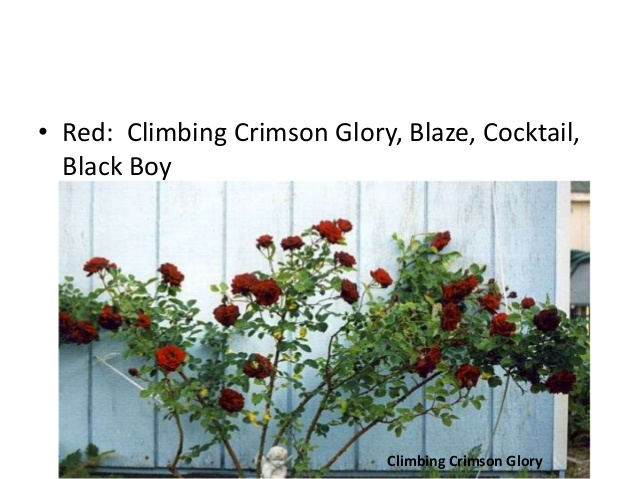 • Red:  Climbing Crimson Glory, Blaze, Cocktail,
Black Boy
Climbing Crimson Glory